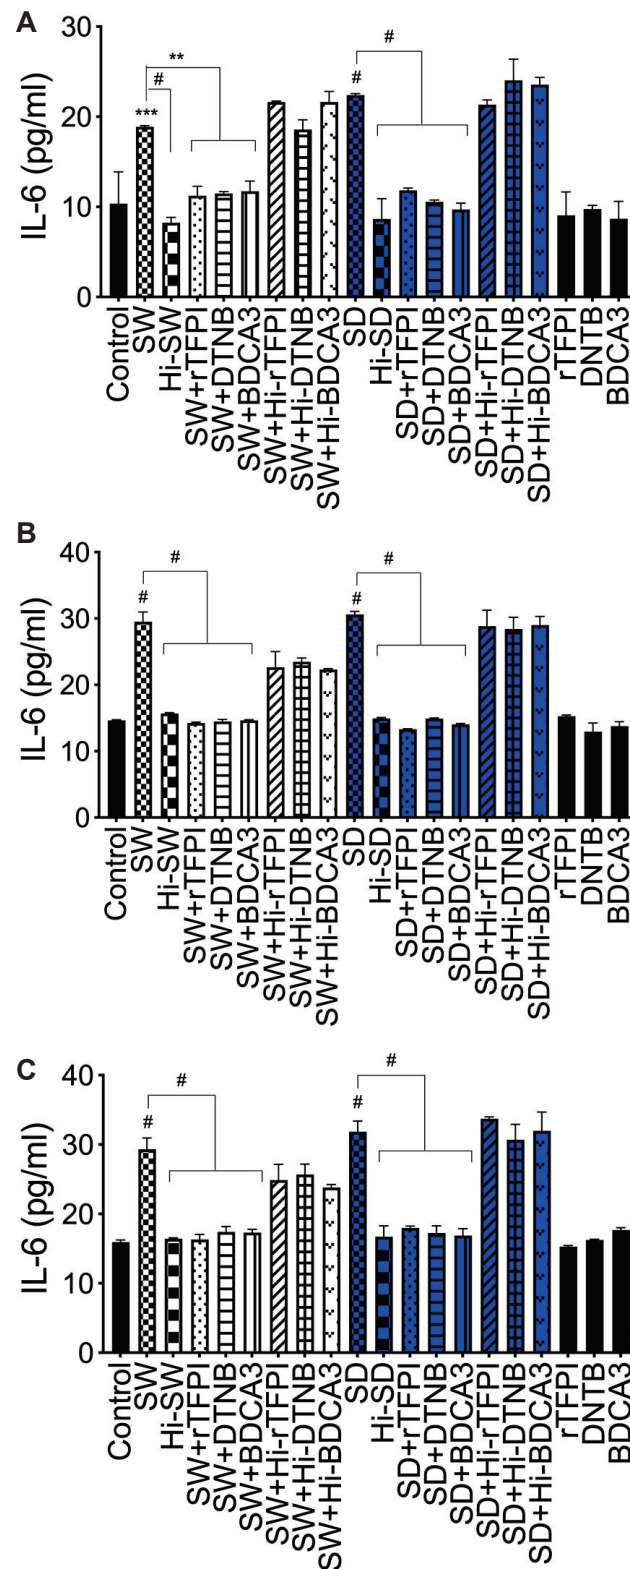 A
IL-6 (pg/ml)
30
20
10
0
**
#
***
#
#
Control
SW
Hi-SW
SW+rTFPI
SW+DTNB
SW+BDCA3
SW+Hi-rTFPI
SW+Hi-DTNB
SW+Hi-BDCA3
SD
Hi-SD
SD+rTFPI
SD+DTNB
SD+BDCA3
SD+Hi-rTFPI
SD+Hi-DTNB
SD+Hi-BDCA3
rTFPI
DNTB
BDCA3
B
IL-6 (pg/ml)
40
30
20
10
0
#
#
#
#
Control
SW
Hi-SW
SW+rTFPI
SW+DTNB
SW+BDCA3
SW+Hi-rTFPI
SW+Hi-DTNB
SW+Hi-BDCA3
SD
Hi-SD
SD+rTFPI
SD+DTNB
SD+BDCA3
SD+Hi-rTFPI
SD+Hi-DTNB
SD+Hi-BDCA3
rTFPI
DNTB
BDCA3
C
IL-6 (pg/ml)
40
30
20
10
0
#
#
#
#
Control
SW
Hi-SW
SW+rTFPI
SW+DTNB
SW+BDCA3
SW+Hi-rTFPI
SW+Hi-DTNB
SW+Hi-BDCA3
SD
Hi-SD
SD+rTFPI
SD+DTNB
SD+BDCA3
SD+Hi-rTFPI
SD+Hi-DTNB
SD+Hi-BDCA3
rTFPI
DNTB
BDCA3